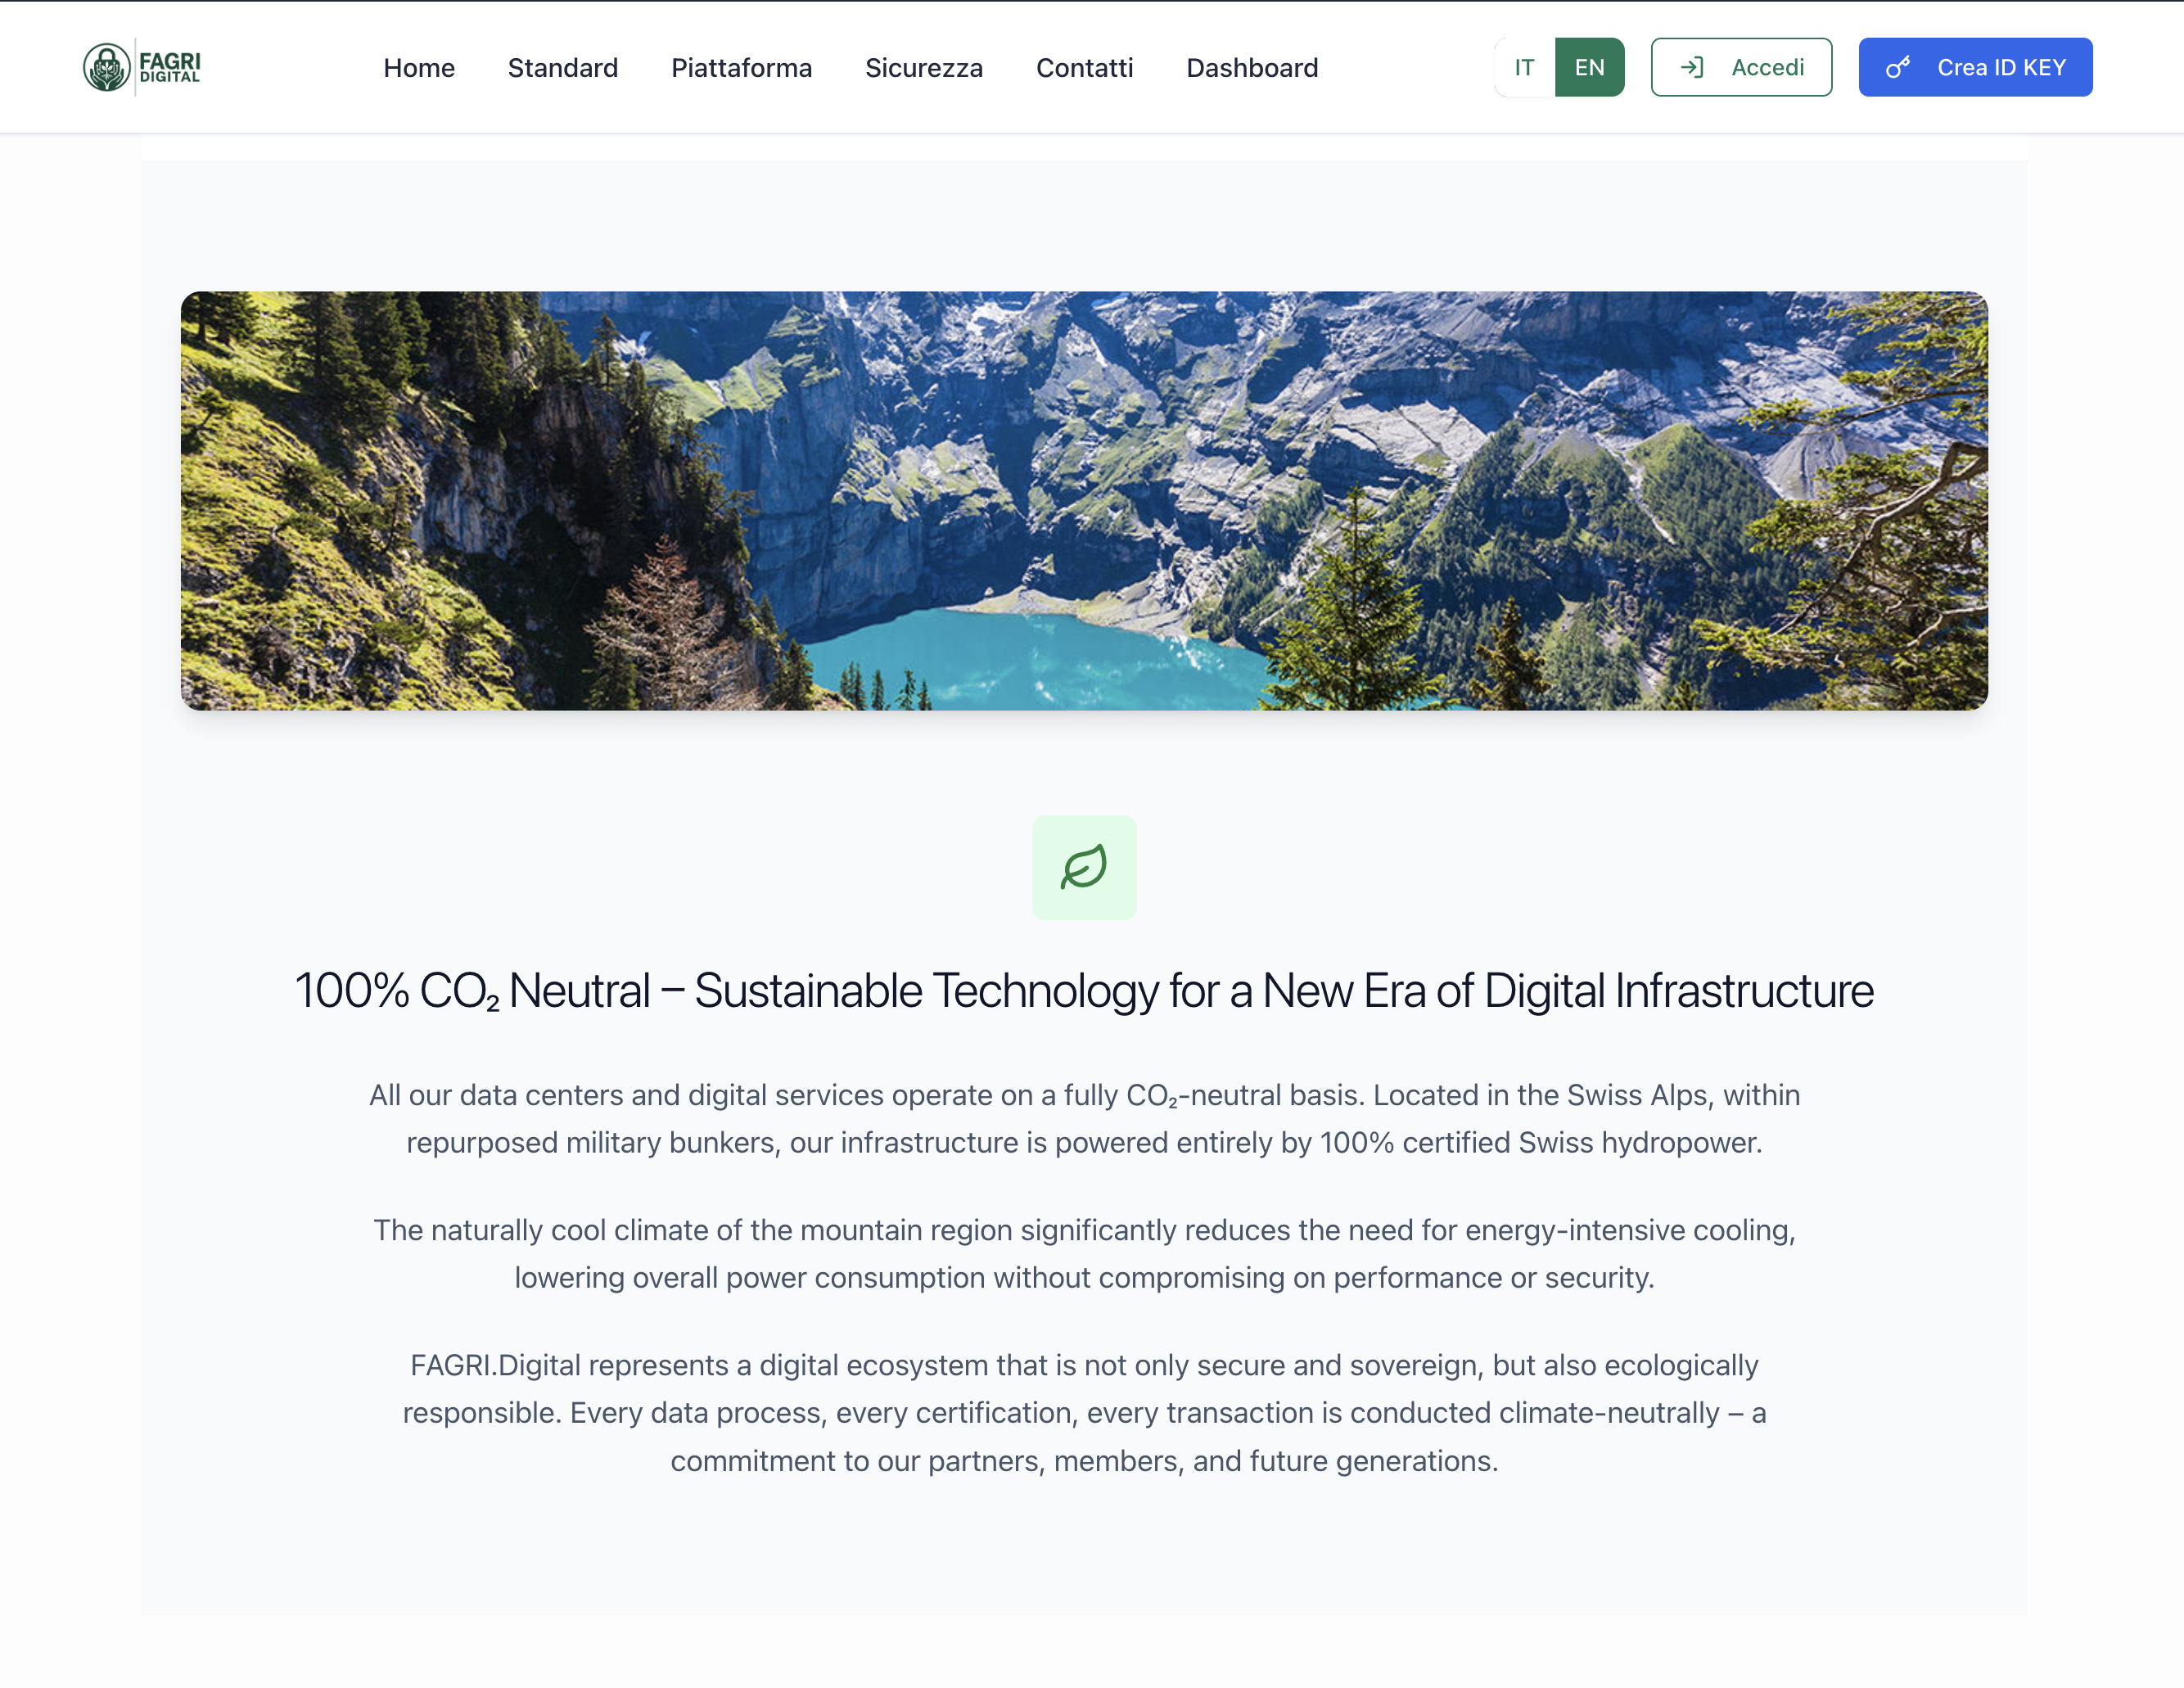 FAGRI
DIGITAL
Home Standard Piattaforma Sicurezza Contatti Dashboard IT EN Accedi Crea ID KEY
100% CO₂ Neutral – Sustainable Technology for a New Era of Digital Infrastructure
All our data centers and digital services operate on a fully CO₂-neutral basis. Located in the Swiss Alps, within
repurposed military bunkers, our infrastructure is powered entirely by 100% certified Swiss hydropower.
The naturally cool climate of the mountain region significantly reduces the need for energy-intensive cooling,
lowering overall power consumption without compromising on performance or security.
FAGRI.Digital represents a digital ecosystem that is not only secure and sovereign, but also ecologically
responsible. Every data process, every certification, every transaction is conducted climate-neutrally – a
commitment to our partners, members, and future generations.